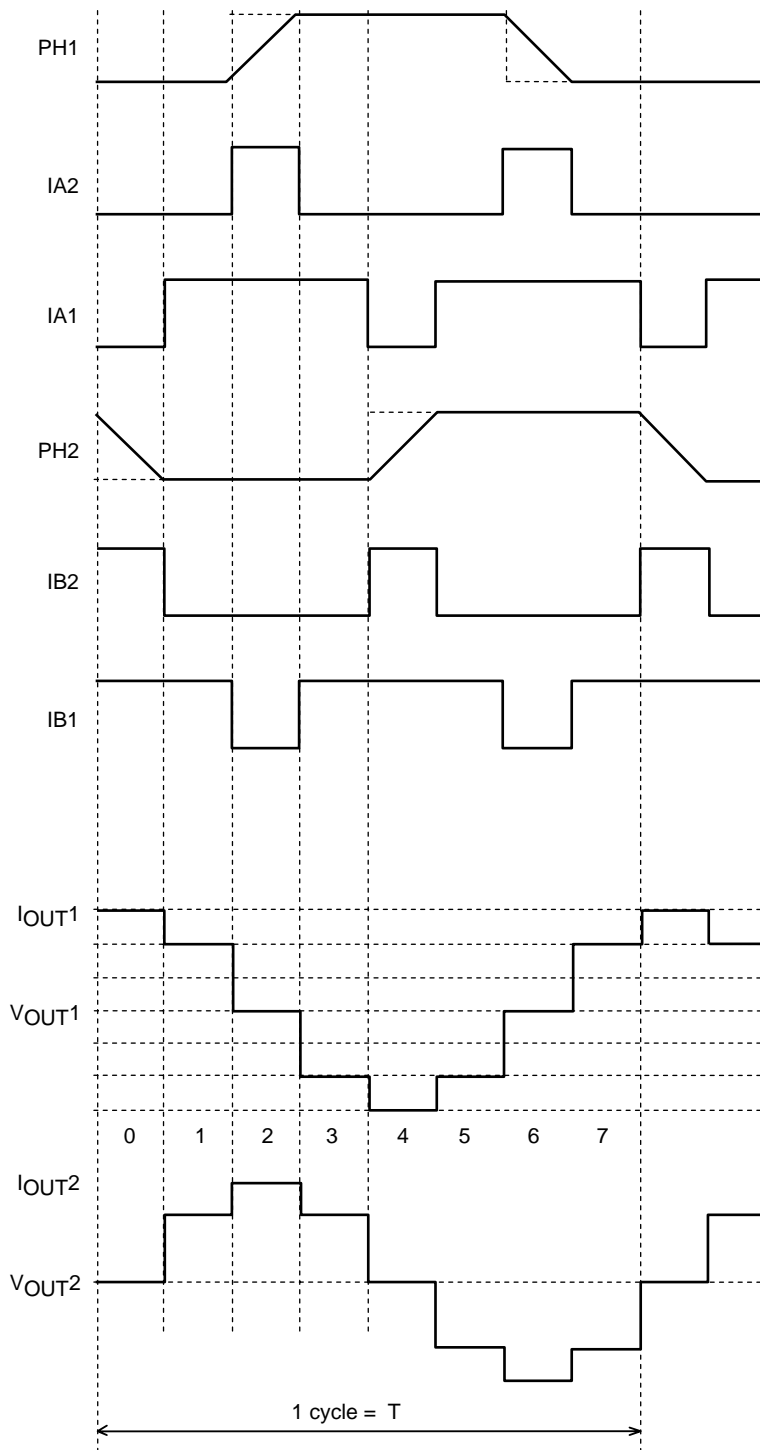 PH1
IA2
IA1
PH2
IB2
IB1
IOUT1
VOUT1
0 1 2 3 4 5 6 7
IOUT2
VOUT2
1 cycle = T